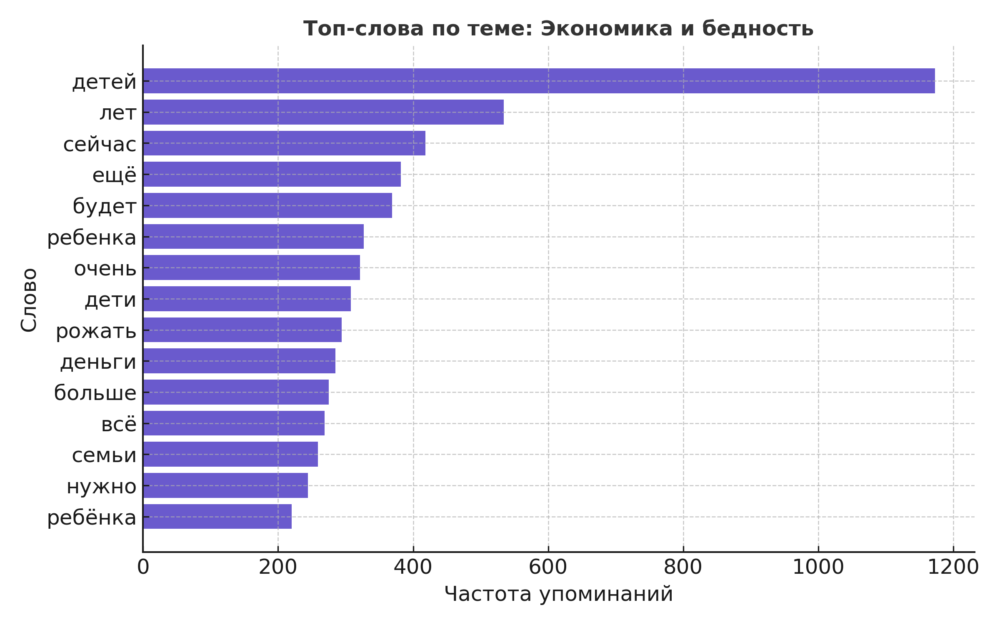 Топ-слова по теме: Экономика и бедность
Слово
детей
лет
сейчас
ещё
будет
ребенка
очень
дети
рожать
деньги
больше
всё
семьи
нужно
ребёнка
0 200 400 600 800 1000 1200
Частота упоминаний